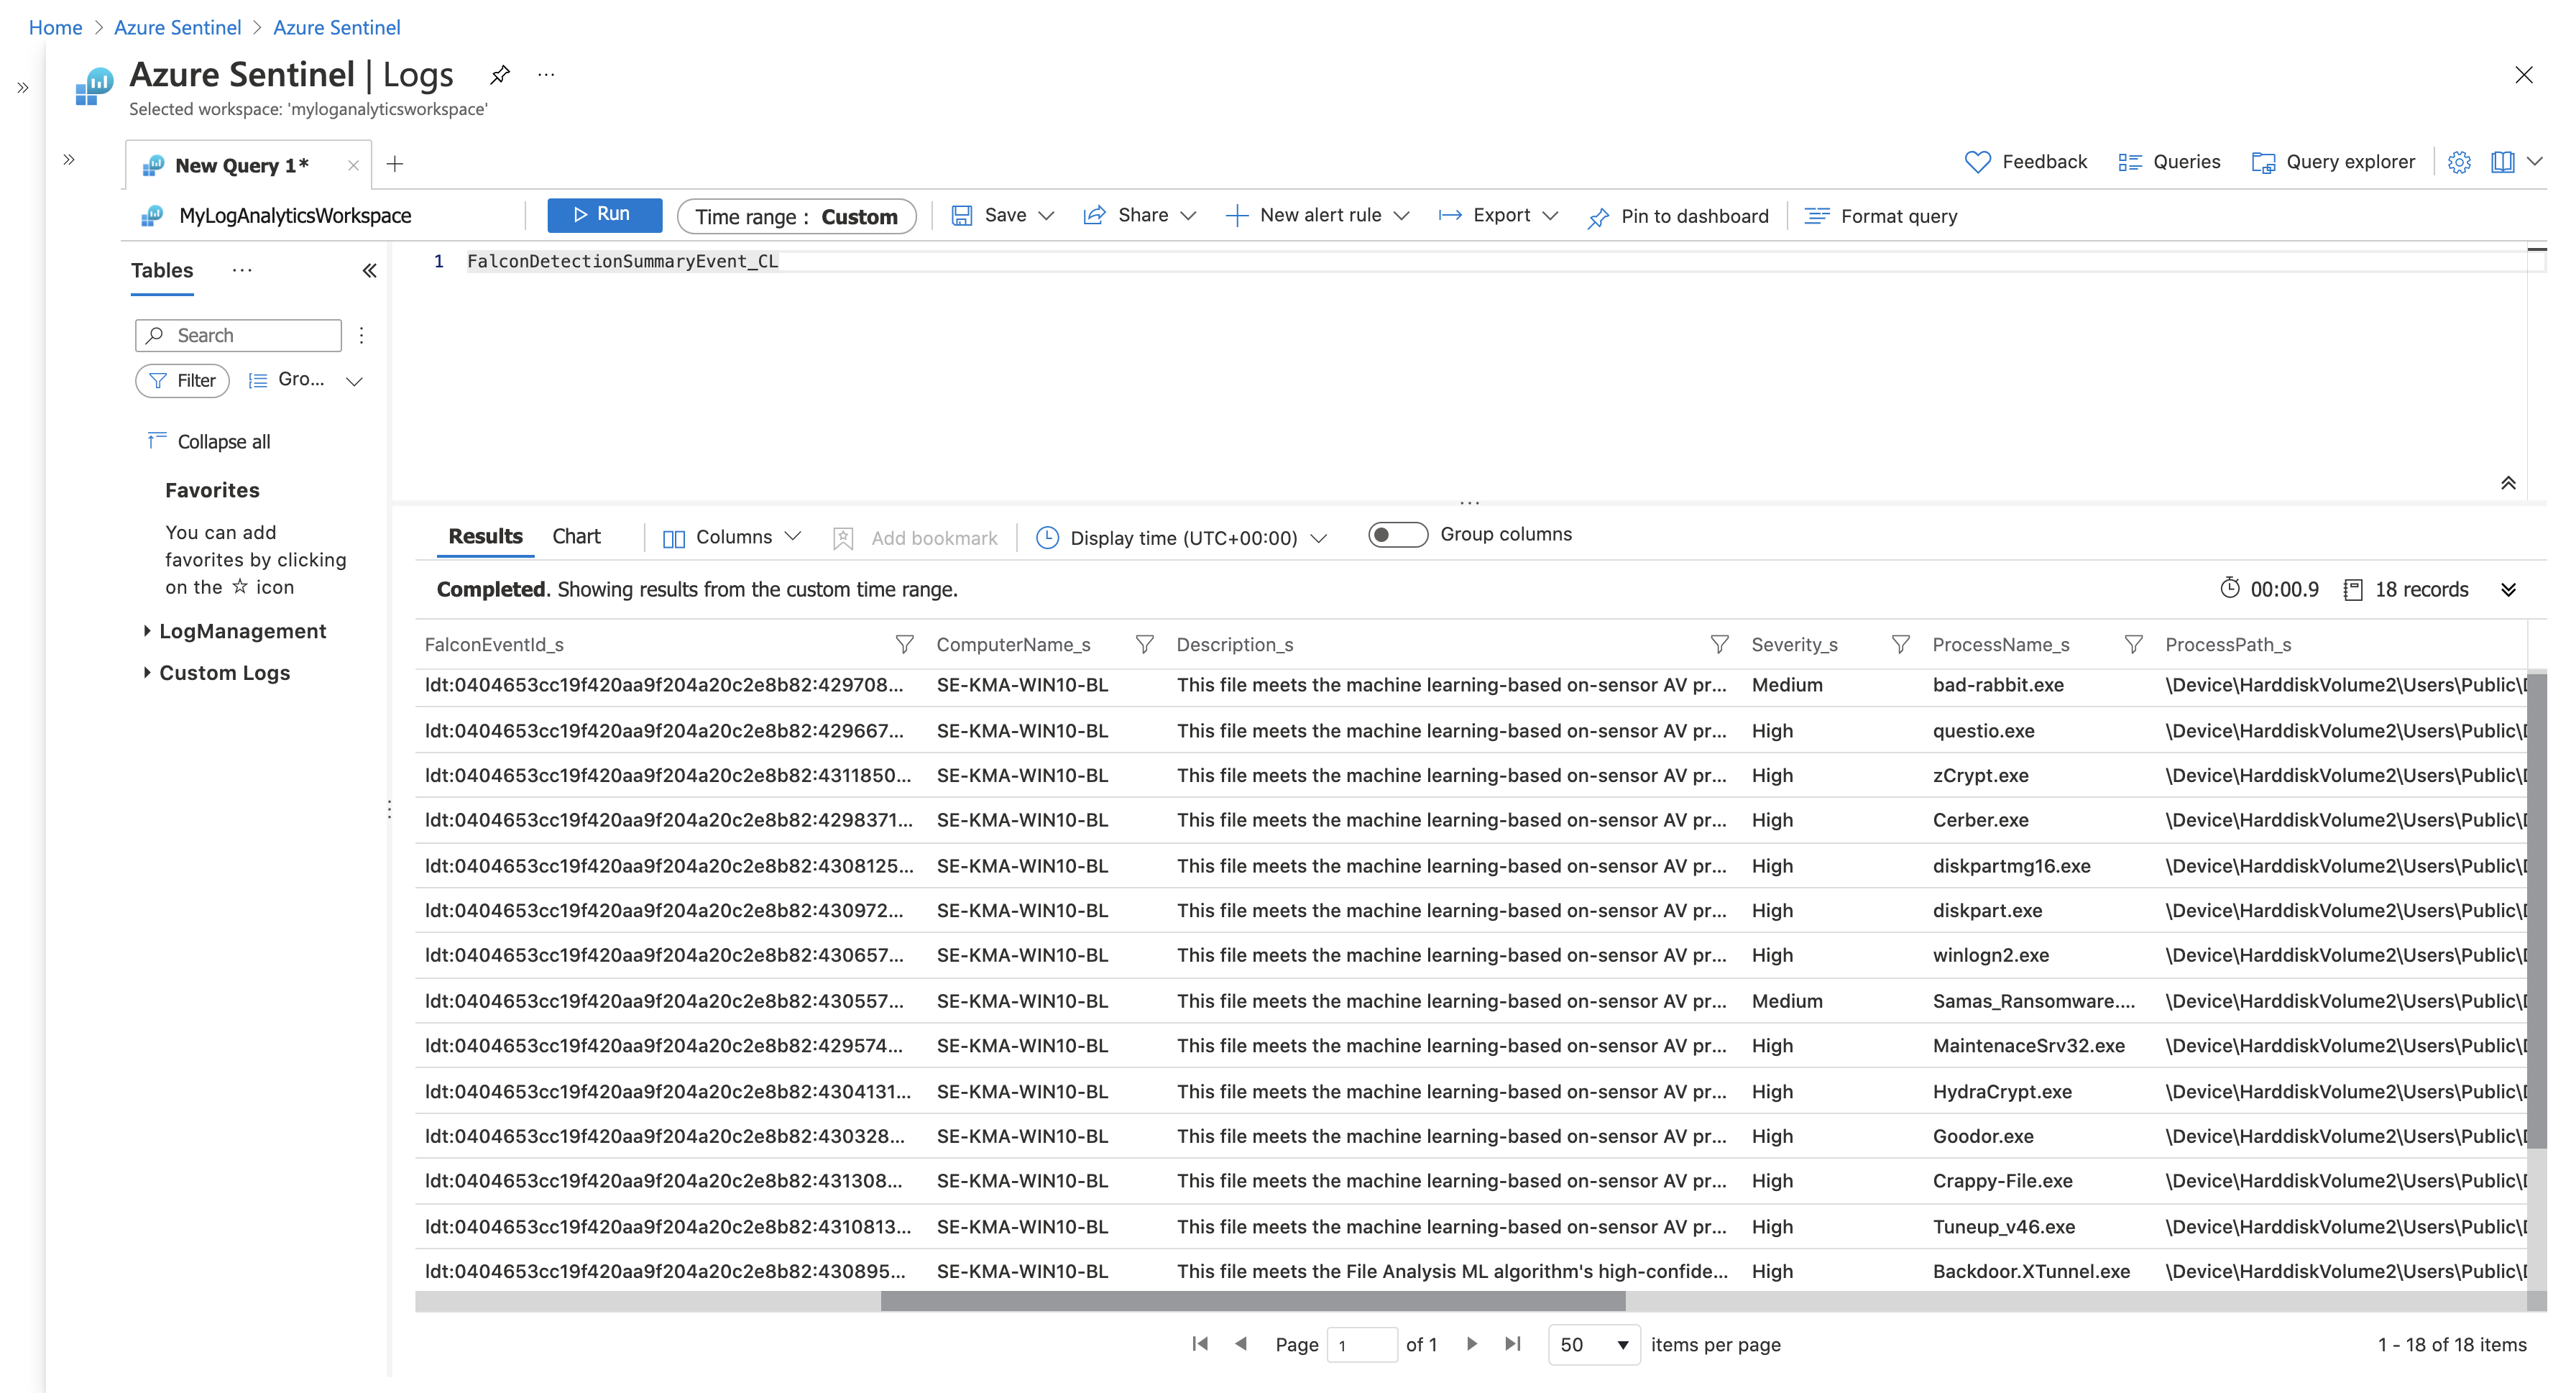 Home > Azure Sentinel > Azure Sentinel
Azure Sentinel | Logs ...
Selected workspace: 'myloganalyticsworkspace'
New Query 1*
Feedback Queries Query explorer
MyLogAnalyticsWorkspace Run Time range : Custom Save Share New alert rule Export Pin to dashboard Format query
Tables ...
1 FalconDetectionSummaryEvent_CL
Search
Filter Gro...
Collapse all
Favorites
You can add
favorites by clicking
on the ☆ icon
LogManagement
Custom Logs
Results Chart Columns Add bookmark Display time (UTC+00:00) Group columns
Completed. Showing results from the custom time range. 00:00.9 18 records
FalconEventId_s ComputerName_s Description_s Severity_s ProcessName_s ProcessPath_s
ldt:0404653cc19f420aa9f204a20c2e8b82:429708... SE-KMA-WIN10-BL This file meets the machine learning-based on-sensor AV pr... Medium bad-rabbit.exe \Device\HarddiskVolume2\Users\Public\
ldt:0404653cc19f420aa9f204a20c2e8b82:429667... SE-KMA-WIN10-BL This file meets the machine learning-based on-sensor AV pr... High questio.exe \Device\HarddiskVolume2\Users\Public\
ldt:0404653cc19f420aa9f204a20c2e8b82:4311850... SE-KMA-WIN10-BL This file meets the machine learning-based on-sensor AV pr... High zCrypt.exe \Device\HarddiskVolume2\Users\Public\
ldt:0404653cc19f420aa9f204a20c2e8b82:4298371... SE-KMA-WIN10-BL This file meets the machine learning-based on-sensor AV pr... High Cerber.exe \Device\HarddiskVolume2\Users\Public\
ldt:0404653cc19f420aa9f204a20c2e8b82:4308125... SE-KMA-WIN10-BL This file meets the machine learning-based on-sensor AV pr... High diskpartmg16.exe \Device\HarddiskVolume2\Users\Public\
ldt:0404653cc19f420aa9f204a20c2e8b82:430972... SE-KMA-WIN10-BL This file meets the machine learning-based on-sensor AV pr... High diskpart.exe \Device\HarddiskVolume2\Users\Public\
ldt:0404653cc19f420aa9f204a20c2e8b82:430657... SE-KMA-WIN10-BL This file meets the machine learning-based on-sensor AV pr... High winlogn2.exe \Device\HarddiskVolume2\Users\Public\
ldt:0404653cc19f420aa9f204a20c2e8b82:430557... SE-KMA-WIN10-BL This file meets the machine learning-based on-sensor AV pr... Medium Samas_Ransomware.... \Device\HarddiskVolume2\Users\Public\
ldt:0404653cc19f420aa9f204a20c2e8b82:429574... SE-KMA-WIN10-BL This file meets the machine learning-based on-sensor AV pr... High MaintenaceSrv32.exe \Device\HarddiskVolume2\Users\Public\
ldt:0404653cc19f420aa9f204a20c2e8b82:4304131... SE-KMA-WIN10-BL This file meets the machine learning-based on-sensor AV pr... High HydraCrypt.exe \Device\HarddiskVolume2\Users\Public\
ldt:0404653cc19f420aa9f204a20c2e8b82:430328... SE-KMA-WIN10-BL This file meets the machine learning-based on-sensor AV pr... High Goodor.exe \Device\HarddiskVolume2\Users\Public\
ldt:0404653cc19f420aa9f204a20c2e8b82:431308... SE-KMA-WIN10-BL This file meets the machine learning-based on-sensor AV pr... High Crappy-File.exe \Device\HarddiskVolume2\Users\Public\
ldt:0404653cc19f420aa9f204a20c2e8b82:4310813... SE-KMA-WIN10-BL This file meets the machine learning-based on-sensor AV pr... High Tuneup_v46.exe \Device\HarddiskVolume2\Users\Public\
ldt:0404653cc19f420aa9f204a20c2e8b82:430895... SE-KMA-WIN10-BL This file meets the File Analysis ML algorithm's high-confide... High Backdoor.XTunnel.exe \Device\HarddiskVolume2\Users\Public\
Page 1 of 1 50 items per page 1 - 18 of 18 items